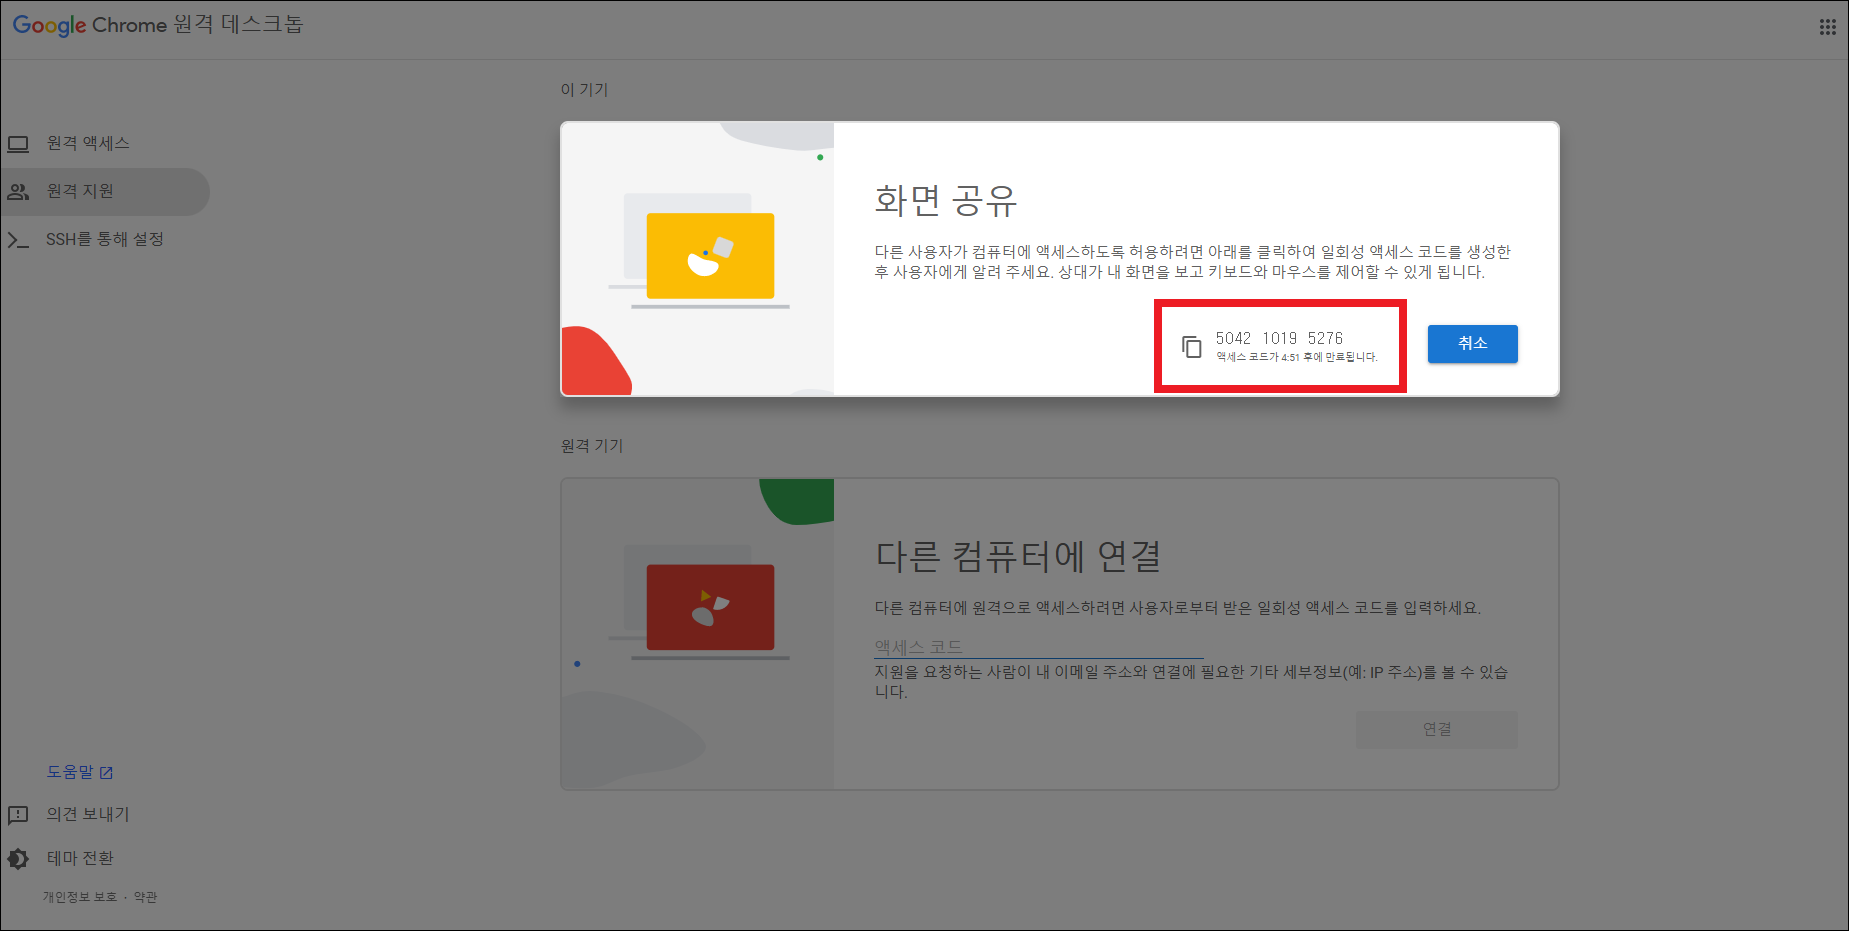 Google Chrome 원격 데스크톱
이 기기
원격 액세스
원격 지원
SSH를 통해 설정
화면 공유
다른 사용자가 컴퓨터에 액세스하도록 허용하려면 아래를 클릭하여 일회성 액세스 코드를 생성한
후 사용자에게 알려 주세요. 상대가 내 화면을 보고 키보드와 마우스를 제어할 수 있게 됩니다.
5042 1019 5276
액세스 코드가 4:51 후에 만료됩니다.
취소
원격 기기
다른 컴퓨터에 연결
다른 컴퓨터에 원격으로 액세스하려면 사용자로부터 받은 일회성 액세스 코드를 입력하세요.
액세스 코드
지원을 요청하는 사람이 내 이메일 주소와 연결에 필요한 기타 세부정보(예: IP 주소)를 볼 수 있습
니다.
연결
도움말
의견 보내기
테마 전환
개인정보 보호 · 약관